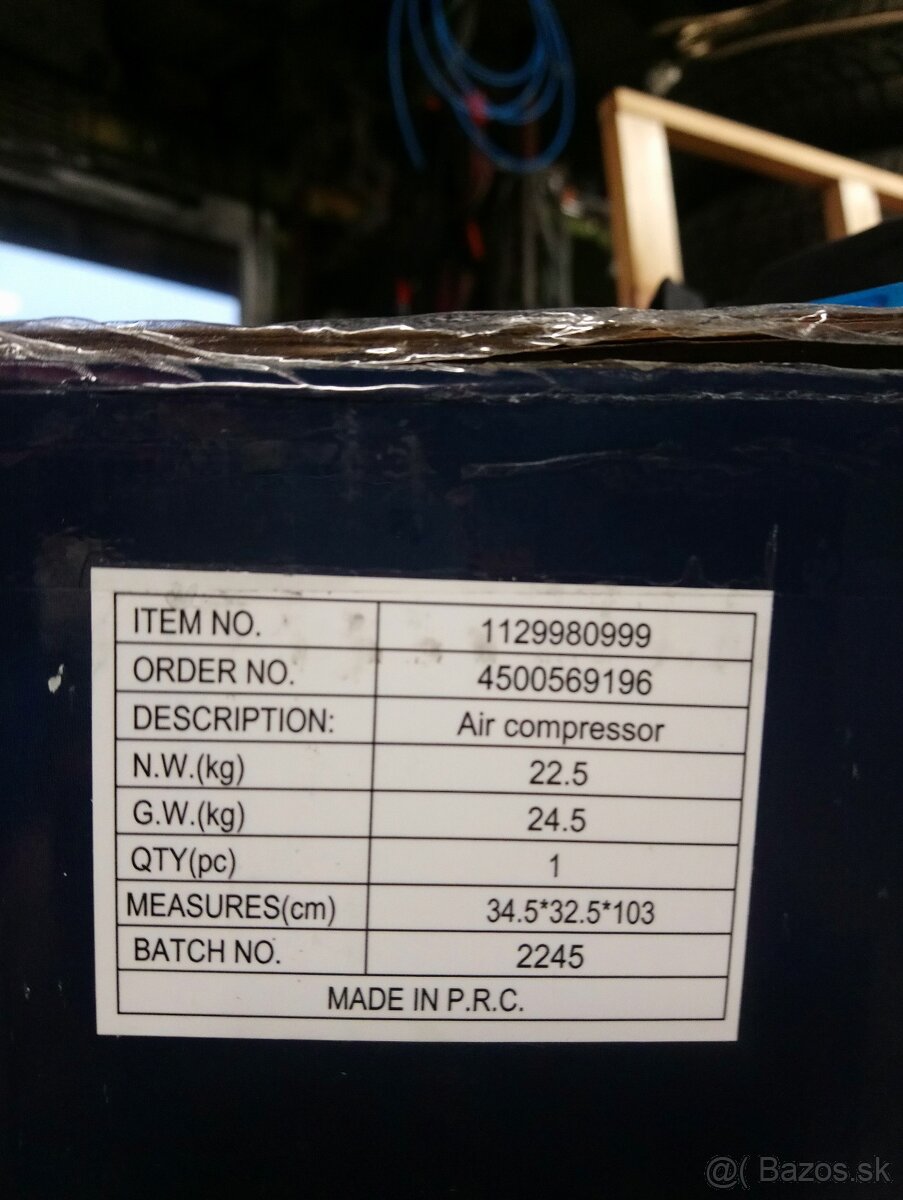 ITEM NO. 1129980999
ORDER NO. 4500569196
DESCRIPTION: Air compressor
N.W.(kg) 22.5
G.W.(kg) 24.5
QTY(pc) 1
MEASURES(cm) 34.5*32.5*103
BATCH NO. 2245
MADE IN P.R.C.
@( Bazos.sk